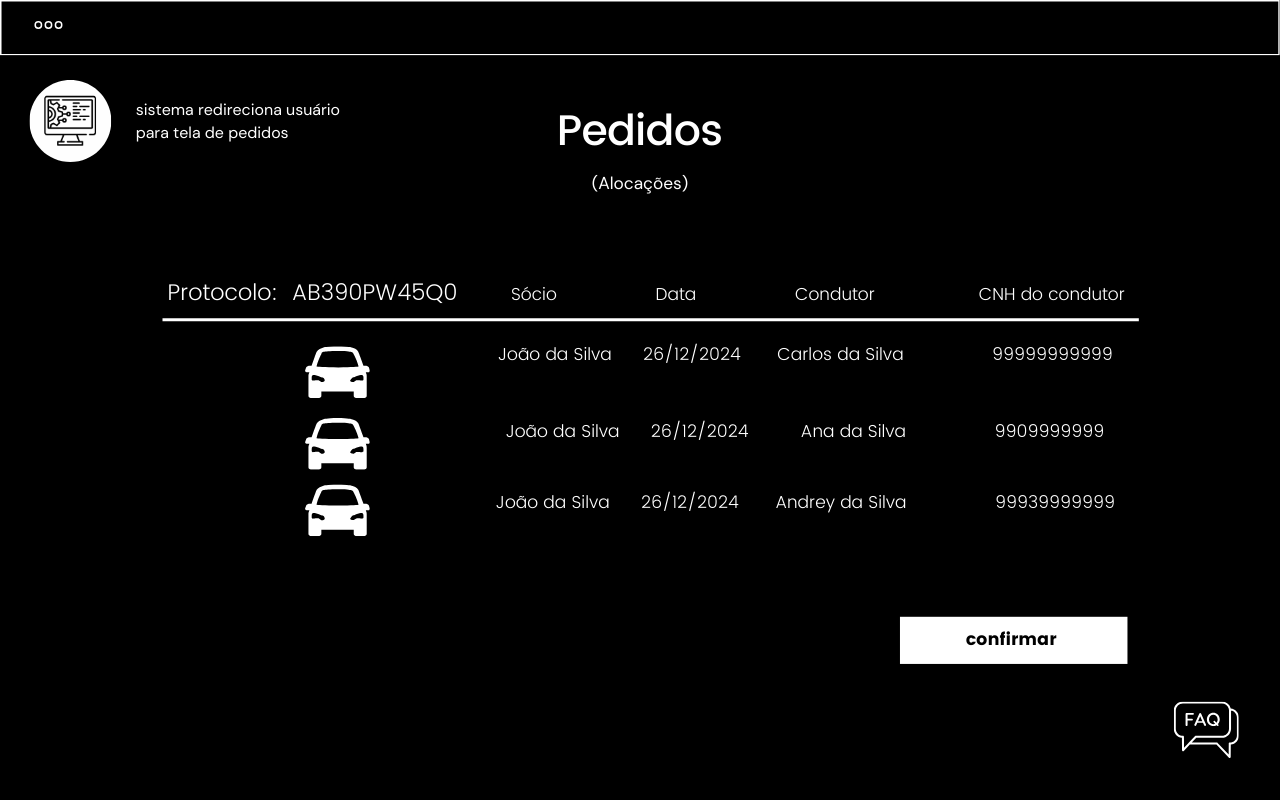 sistema redireciona usuário
para tela de pedidos
Pedidos
(Alocações)
Protocolo: AB390PW45Q0 Sócio Data Condutor CNH do condutor
João da Silva 26/12/2024 Carlos da Silva 99999999999
João da Silva 26/12/2024 Ana da Silva 9909999999
João da Silva 26/12/2024 Andrey da Silva 99939999999
confirmar
FAQ